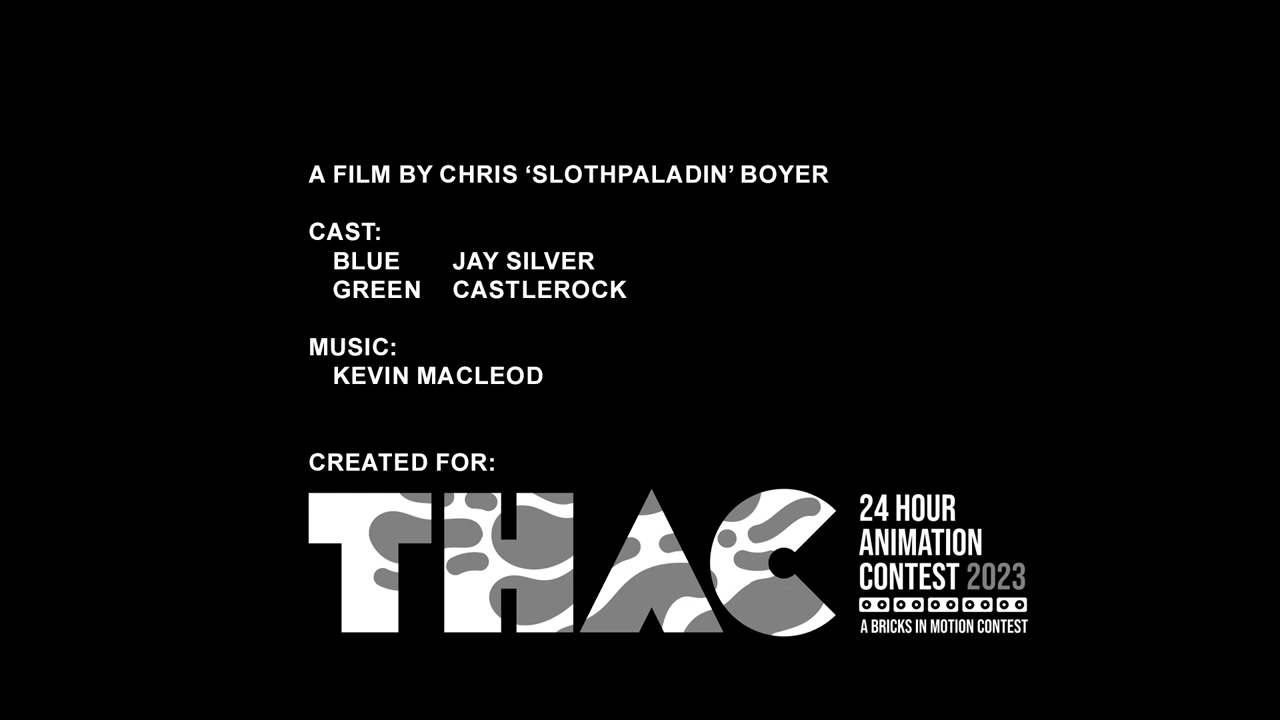 A FILM BY CHRIS ‘SLOTHPALADIN’ BOYER
CAST:
BLUE JAY SILVER
GREEN CASTLEROCK
MUSIC:
KEVIN MACLEOD
CREATED FOR:
THAC
24 HOUR
ANIMATION
CONTEST 2023
A BRICKS IN MOTION CONTEST